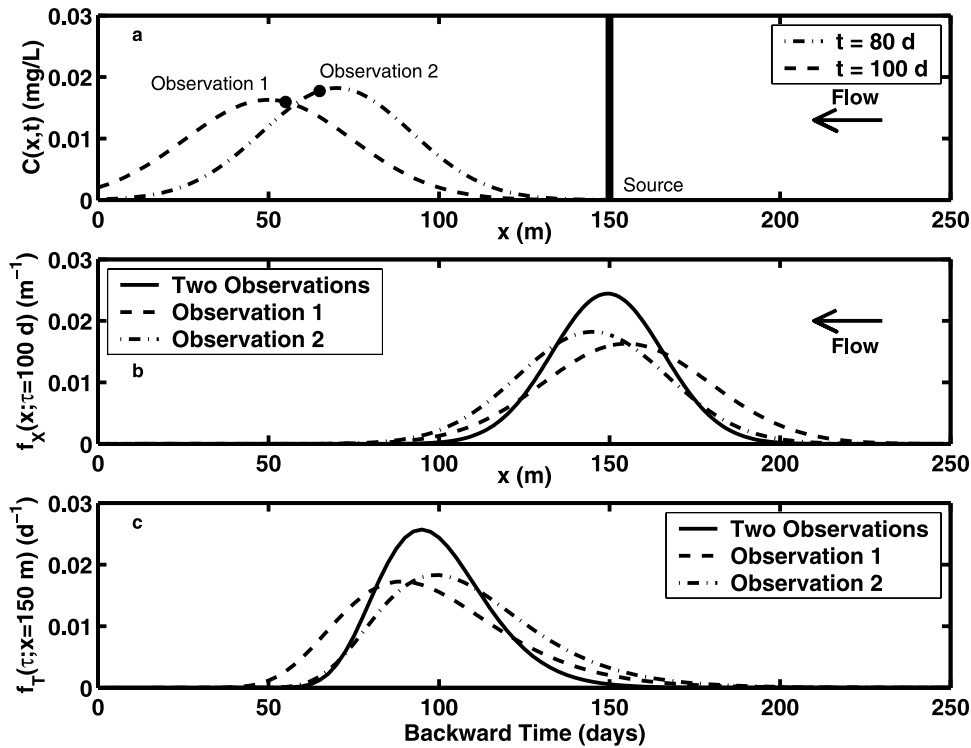 0.03
0.02
0.01
0
C(x,t) (mg/L)
a
Observation 1
Observation 2
t = 80 d
t = 100 d
Flow
Source
0 50 100 150 200 250
x (m)
0.03
0.02
0.01
0
f_X(x;τ=100 d) (m⁻¹)
Two Observations
Observation 1
Observation 2
b
Flow
0 50 100 150 200 250
x (m)
0.03
0.02
0.01
0
f_T(τ;x=150 m) (d⁻¹)
c
Two Observations
Observation 1
Observation 2
0 50 100 150 200 250
Backward Time (days)